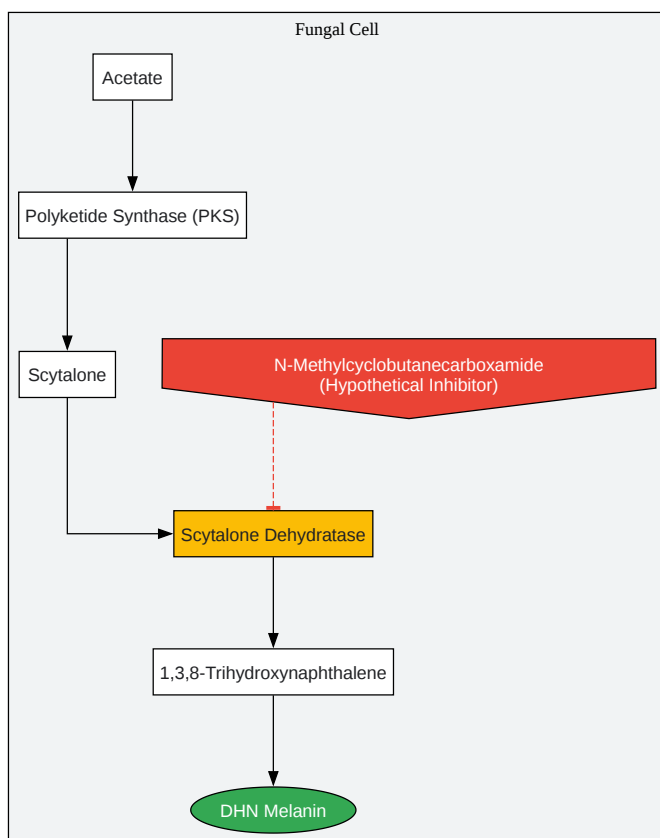 Fungal Cell
Acetate
Polyketide Synthase (PKS)
Scytalone
N-Methylcyclobutanecarboxamide
(Hypothetical Inhibitor)
Scytalone Dehydratase
1,3,8-Trihydroxynaphthalene
DHN Melanin